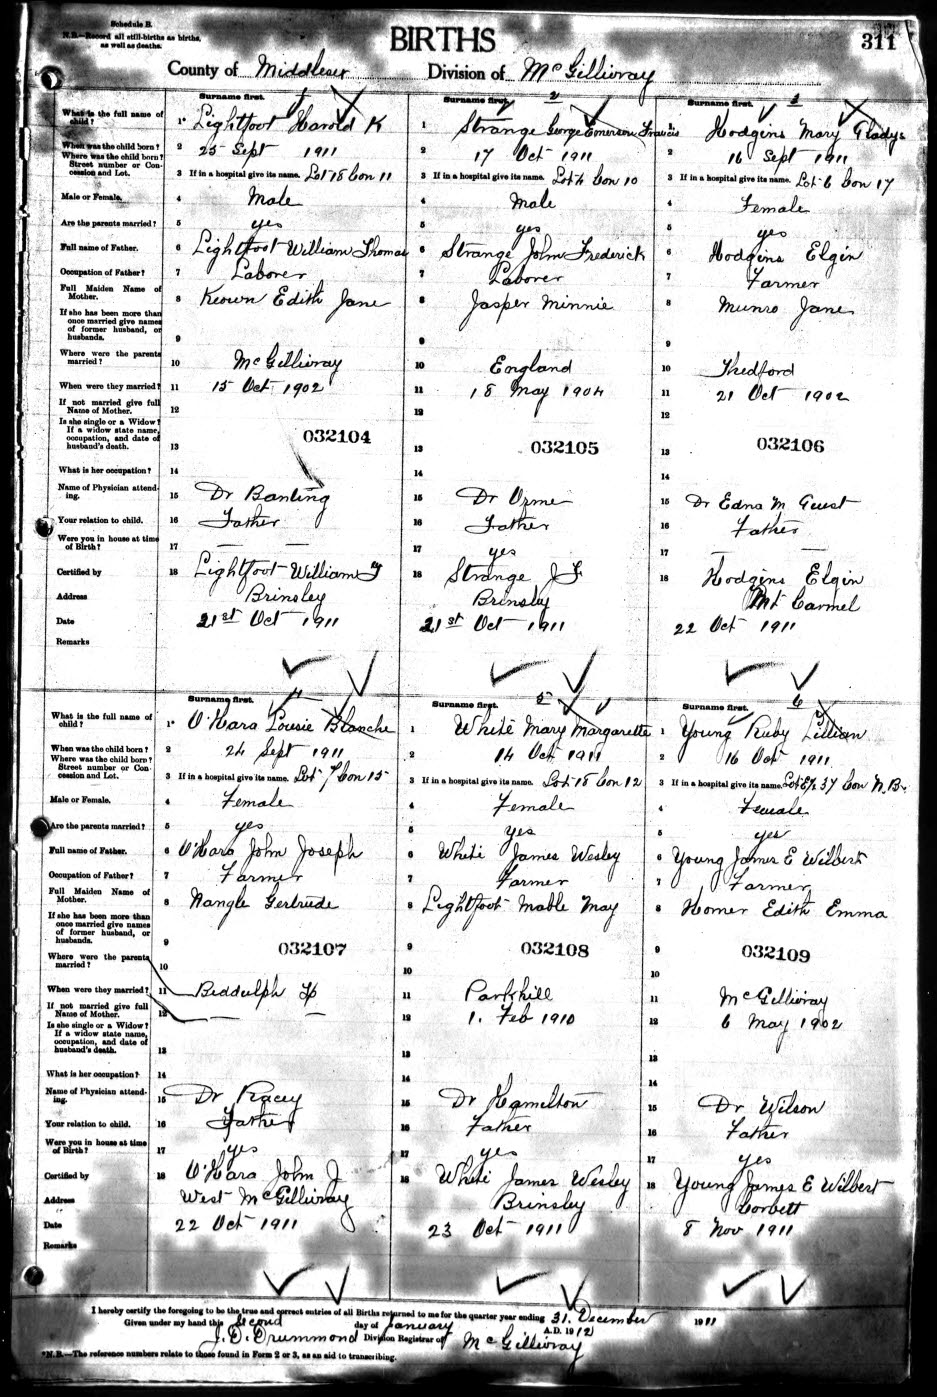 Schedule B.
N.B.—Record all still-births as births,
as well as deaths.
BIRTHS
311
County of Middlesex Division of McGillivray
Surname first. 1
Surname first. 2
Surname first. 3
What is the full name of child? 1* Lightfoot Harold K
1 Strange George Emerson Francis
1 Hodgins Mary Gladys
When was the child born? 2 25 Sept 1911
2 17 Oct 1911
2 16 Sept 1911
Where was the child born? Street number or Concession and Lot. 3 If in a hospital give its name. Lot 18 Con 11
3 If in a hospital give its name. Lot 4 Con 10
3 If in a hospital give its name. Lot 6 Con 17
Male or Female. 4 Male
4 Male
4 Female
Are the parents married? 5 yes
5 yes
5 yes
Full name of Father. 6 Lightfoot William Thomas
6 Strange John Frederick
6 Hodgins Elgin
Occupation of Father? 7 Laborer
7 Laborer
7 Farmer
Full Maiden Name of Mother. 8 Keown Edith Jane
8 Jasper Minnie
8 Munro Jane
If she has been more than once married give names of former husband, or husbands. 9
9
9
Where were the parents married? 10 McGillivray
10 England
10 Thedford
When were they married? 11 15 Oct 1902
11 18 May 1904
11 21 Oct 1902
If not married give full Name of Mother. 12
12
12
Is she single or a Widow? If a widow state name, occupation, and date of husband's death. 13
032104
13 032105
13 032106
What is her occupation? 14
14
14
Name of Physician attending. 15 Dr Banting
15 Dr Orme
15 Dr Edna M Guest
Your relation to child. 16 Father
16 Father
16 Father
Were you in house at time of Birth? 17 — —
17 yes
17 — —
Certified by 18 Lightfoot William T
18 Strange J F
18 Hodgins Elgin
Address Brinsley
Brinsley
Mt Carmel
Date 21st Oct 1911
21st Oct 1911
22 Oct 1911
Remarks
Surname first. 4
Surname first. 5
Surname first. 6
What is the full name of child? 1* O'Hara Lousie Blanche
1 White Mary Margarette
1 Young Ruby Lillian
When was the child born? 2 24 Sept 1911
2 14 Oct 1911
2 16 Oct 1911
Where was the child born? Street number or Concession and Lot. 3 If in a hospital give its name. Lot 7 Con 15
3 If in a hospital give its name. Lot 18 Con 12
3 If in a hospital give its name. Lot E½ 37 Con N.B.
Male or Female. 4 Female
4 Female
4 Female
Are the parents married? 5 yes
5 yes
5 yes
Full name of Father. 6 O'Hara John Joseph
6 White James Wesley
6 Young James E Wilbert
Occupation of Father? 7 Farmer
7 Farmer
7 Farmer
Full Maiden Name of Mother. 8 Nangle Gertrude
8 Lightfoot Mable May
8 Homer Edith Emma
If she has been more than once married give names of former husband, or husbands. 9 032107
9 032108
9 032109
Where were the parents married? 10
10
10
When were they married? 11 Biddulph Tp
11 Parkhill
11 McGillivray
If not married give full Name of Mother. 12 — —
12 1. Feb 1910
12 6 May 1902
Is she single or a Widow? If a widow state name, occupation, and date of husband's death. 13
13
13
What is her occupation? 14
14
14
Name of Physician attending. 15 Dr Racey
15 Dr Hamilton
15 Dr Wilson
Your relation to child. 16 Father
16 Father
16 Father
Were you in house at time of Birth? 17 yes
17 yes
17 yes
Certified by 18 O'Hara John J
18 White James Wesley
18 Young James E Wilbert
Address West McGillivray
Brinsley
Corbett
Date 22 Oct 1911
23 Oct 1911
8 Nov 1911
Remarks
I hereby certify the foregoing to be the true and correct entries of all Births returned to me for the quarter year ending 31. December 1911
Given under my hand this Second day of January A.D. 1912
J. D. Drummond Division Registrar of McGillivray
*N.B.—The reference numbers relate to those found in Form 2 or 3, as an aid to transcribing.